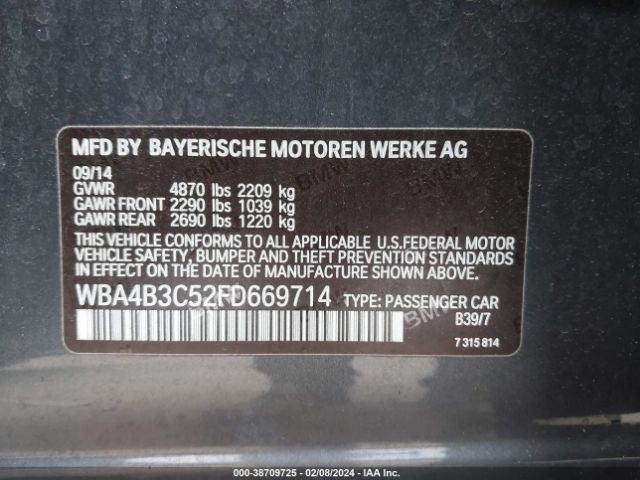 MFD BY BAYERISCHE MOTOREN WERKE AG
09/14
GVWR 4870 lbs 2209 kg
GAWR FRONT 2290 lbs 1039 kg
GAWR REAR 2690 lbs 1220 kg
THIS VEHICLE CONFORMS TO ALL APPLICABLE U.S.FEDERAL MOTOR
VEHICLE SAFETY, BUMPER AND THEFT PREVENTION STANDARDS
IN EFFECT ON THE DATE OF MANUFACTURE SHOWN ABOVE.
WBA4B3C52FD669714 TYPE: PASSENGER CAR
B39/7
7 315 814
000-38709725 - 02/08/2024 - IAA Inc.